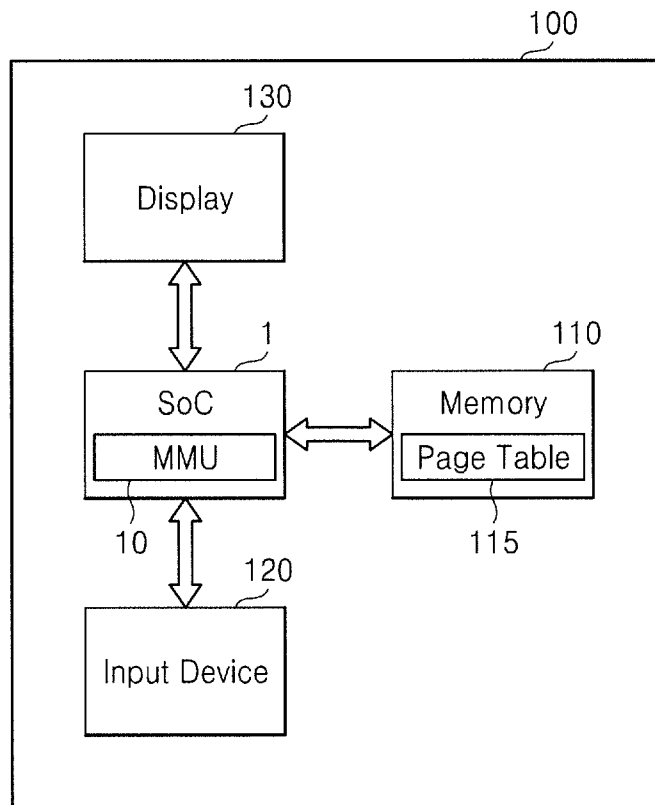 100
130
Display
1
SoC
MMU
10
110
Memory
Page Table
115
120
Input Device